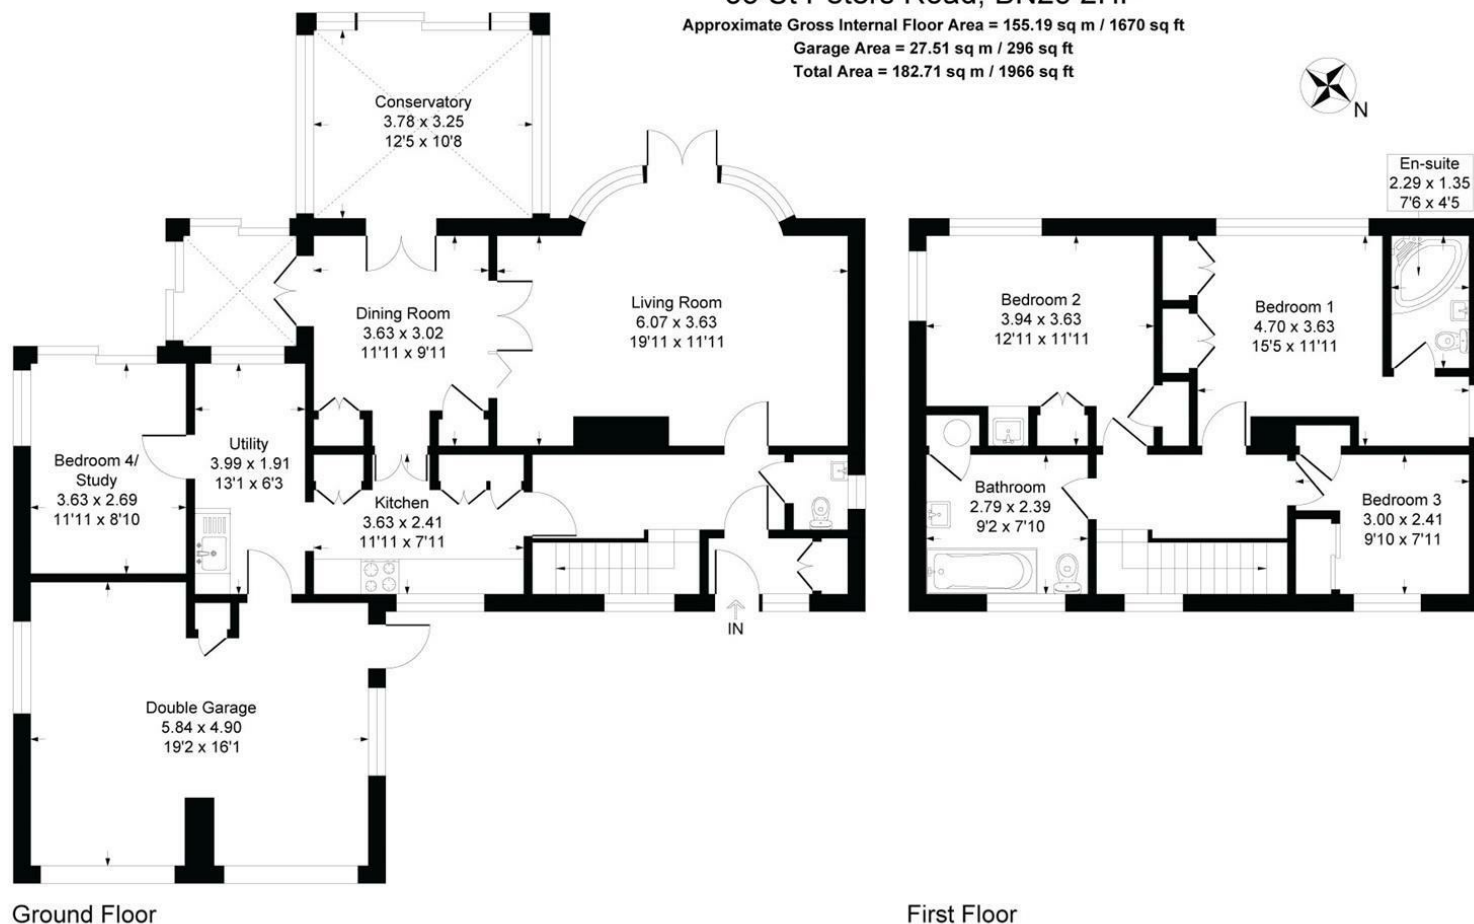 Approximate Gross Internal Floor Area = 155.19 sq m / 1670 sq ft
Garage Area = 27.51 sq m / 296 sq ft
Total Area = 182.71 sq m / 1966 sq ft
N
Conservatory
3.78 x 3.25
12'5 x 10'8
Dining Room
3.63 x 3.02
11'11 x 9'11
Living Room
6.07 x 3.63
19'11 x 11'11
Bedroom 4/
Study
3.63 x 2.69
11'11 x 8'10
Utility
3.99 x 1.91
13'1 x 6'3
Kitchen
3.63 x 2.41
11'11 x 7'11
IN
Double Garage
5.84 x 4.90
19'2 x 16'1
Ground Floor
En-suite
2.29 x 1.35
7'6 x 4'5
Bedroom 2
3.94 x 3.63
12'11 x 11'11
Bedroom 1
4.70 x 3.63
15'5 x 11'11
Bathroom
2.79 x 2.39
9'2 x 7'10
Bedroom 3
3.00 x 2.41
9'10 x 7'11
First Floor